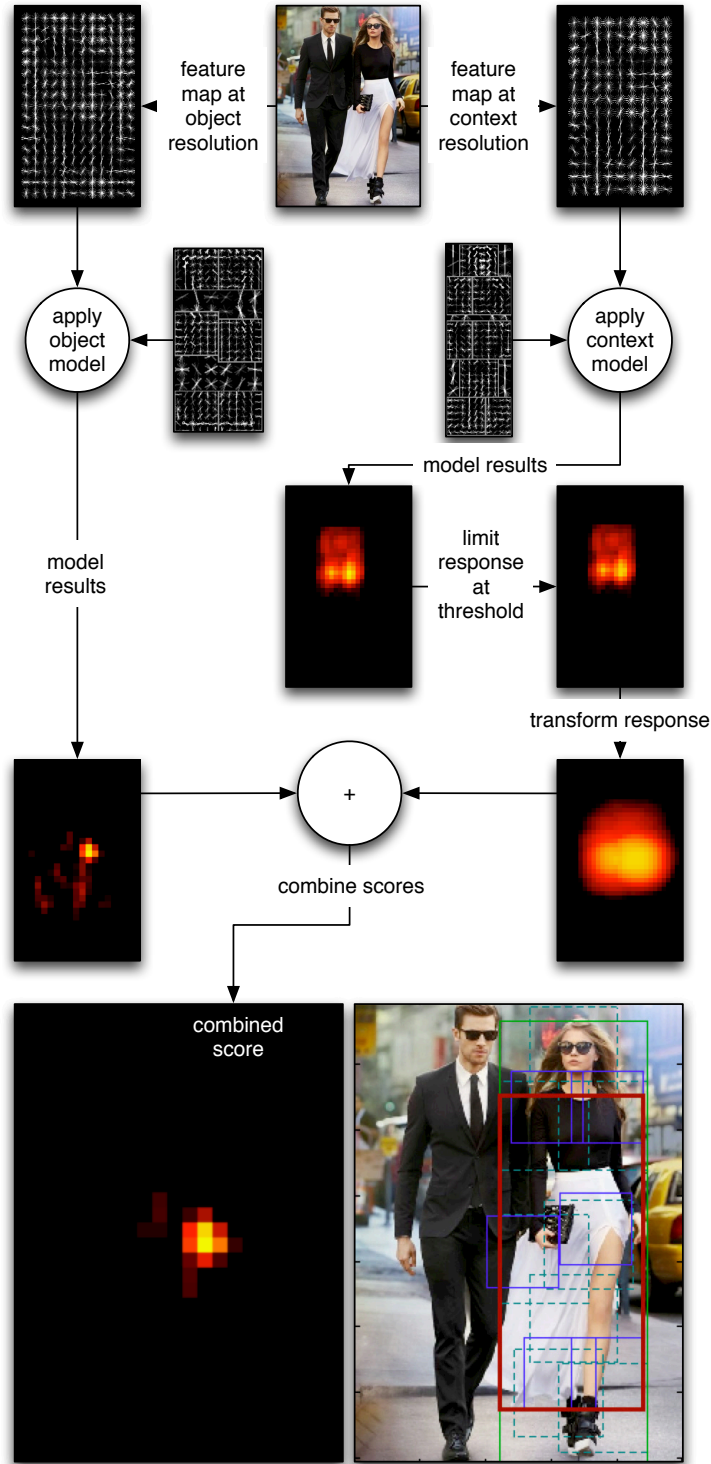 feature
map at
object
resolution
feature
map at
context
resolution
apply
object
model
apply
context
model
model results
model
results
limit
response
at
threshold
transform response
+
combine scores
combined
score